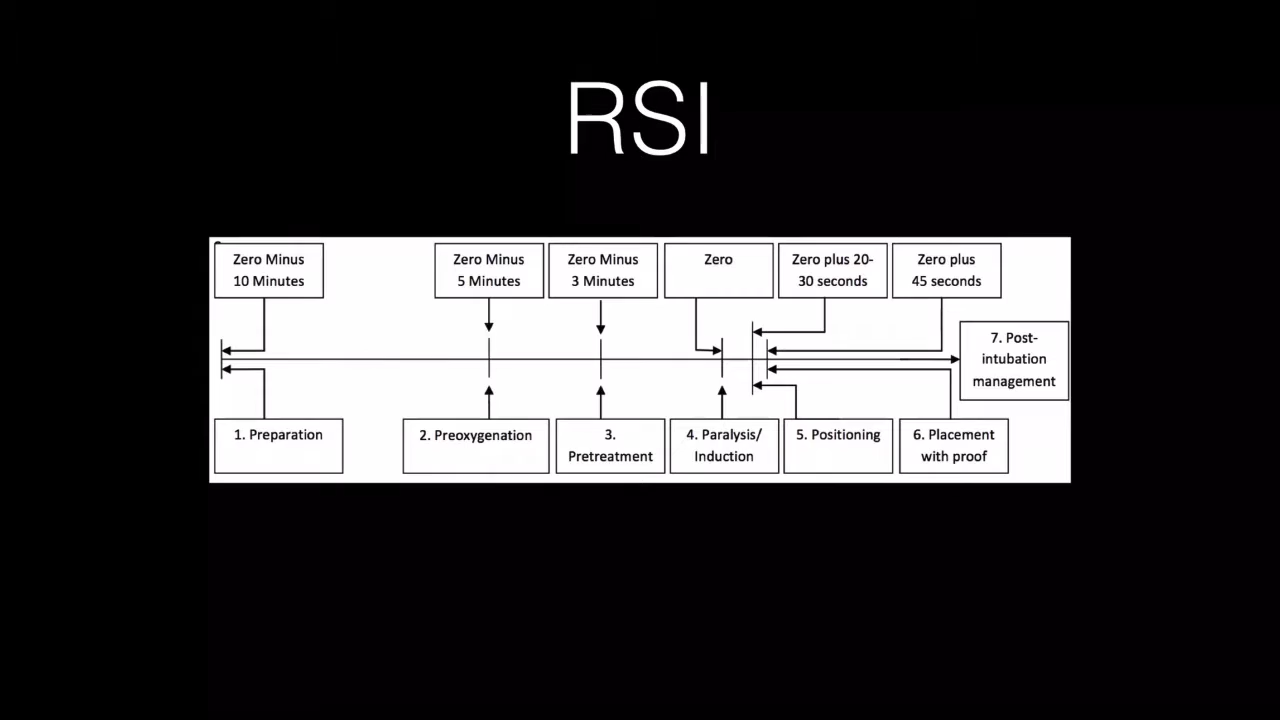 RSI
Zero Minus
10 Minutes
Zero Minus
5 Minutes
Zero Minus
3 Minutes
Zero
Zero plus 20-
30 seconds
Zero plus
45 seconds
7. Post-
intubation
management
1. Preparation
2. Preoxygenation
3.
Pretreatment
4. Paralysis/
Induction
5. Positioning
6. Placement
with proof